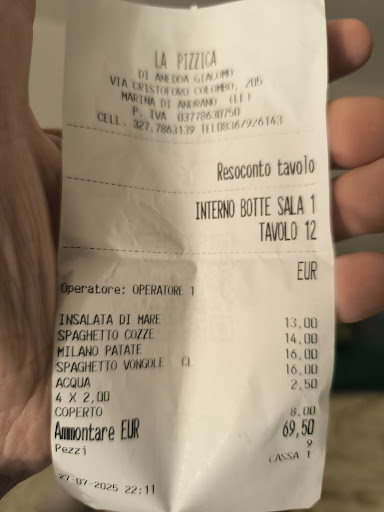 LA PIZZICA
DI ANEDDA GIACOMO
VIA CRISTOFORO COLOMBO, 205
MARINA DI ANDRANO (LE)
P. IVA 03778630750
CELL. 327.7863139 TEL0836/926143
Resoconto tavolo
INTERNO BOTTE SALA 1
TAVOLO 12
EUR
Operatore: OPERATORE 1
INSALATA DI MARE 13,00
SPAGHETTO COZZE 14,00
MILANO PATATE 16,00
SPAGHETTO VONGOLE CL 16,00
ACQUA 2,50
4 X 2,00
COPERTO 8,00
Ammontare EUR 69,50
Pezzi 9
CASSA 1
27-07-2025 22:11